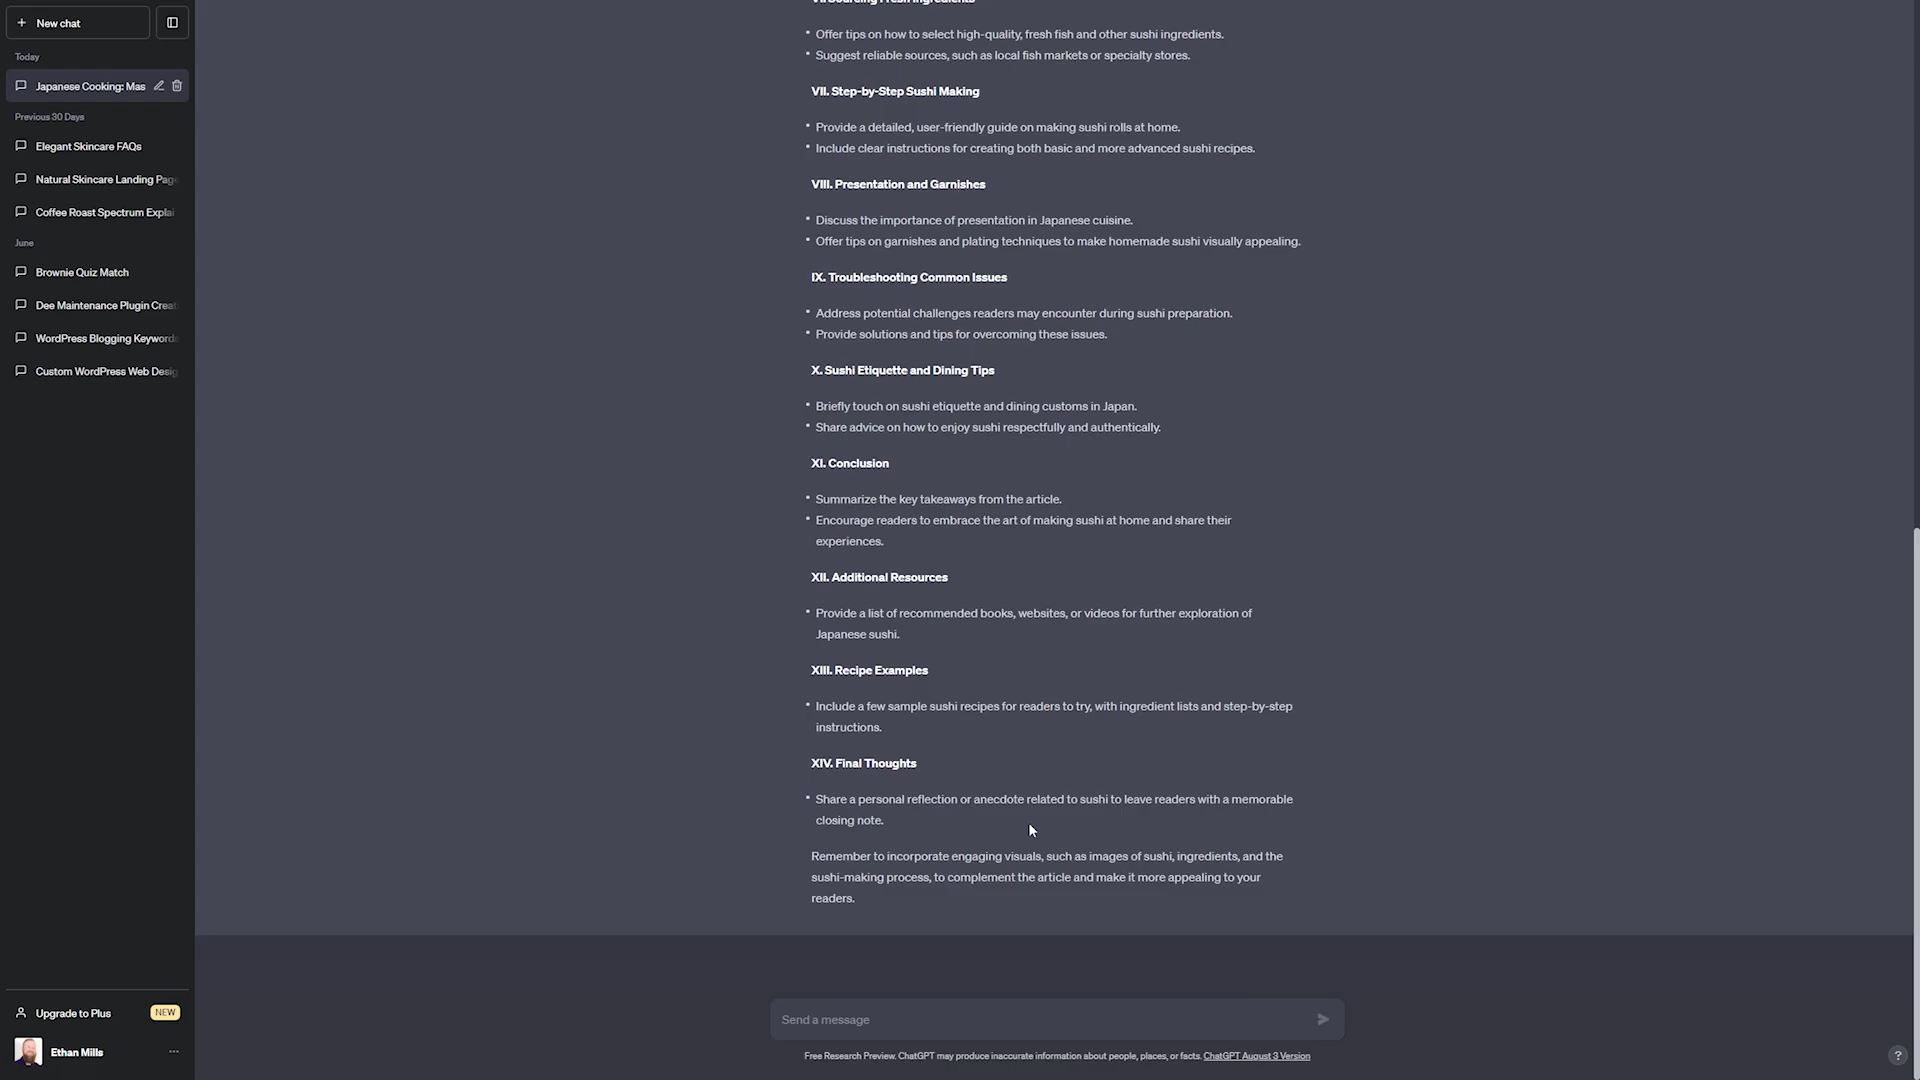 New chat
Today
Japanese Cooking: Mas
Previous 30 Days
Elegant Skincare FAQs
Natural Skincare Landing Page
Coffee Roast Spectrum Explai
June
Brownie Quiz Match
Dee Maintenance Plugin Creat
WordPress Blogging Keywords
Custom WordPress Web Desig
Upgrade to Plus
NEW
Ethan Mills
• Offer tips on how to select high-quality, fresh fish and other sushi ingredients.
• Suggest reliable sources, such as local fish markets or specialty stores.
VII. Step-by-Step Sushi Making
• Provide a detailed, user-friendly guide on making sushi rolls at home.
• Include clear instructions for creating both basic and more advanced sushi recipes.
VIII. Presentation and Garnishes
• Discuss the importance of presentation in Japanese cuisine.
• Offer tips on garnishes and plating techniques to make homemade sushi visually appealing.
IX. Troubleshooting Common Issues
• Address potential challenges readers may encounter during sushi preparation.
• Provide solutions and tips for overcoming these issues.
X. Sushi Etiquette and Dining Tips
• Briefly touch on sushi etiquette and dining customs in Japan.
• Share advice on how to enjoy sushi respectfully and authentically.
XI. Conclusion
• Summarize the key takeaways from the article.
• Encourage readers to embrace the art of making sushi at home and share their
experiences.
XII. Additional Resources
• Provide a list of recommended books, websites, or videos for further exploration of
Japanese sushi.
XIII. Recipe Examples
• Include a few sample sushi recipes for readers to try, with ingredient lists and step-by-step
instructions.
XIV. Final Thoughts
• Share a personal reflection or anecdote related to sushi to leave readers with a memorable
closing note.
Remember to incorporate engaging visuals, such as images of sushi, ingredients, and the
sushi-making process, to complement the article and make it more appealing to your
readers.
Send a message
Free Research Preview. ChatGPT may produce inaccurate information about people, places, or facts. ChatGPT August 3 Version
?